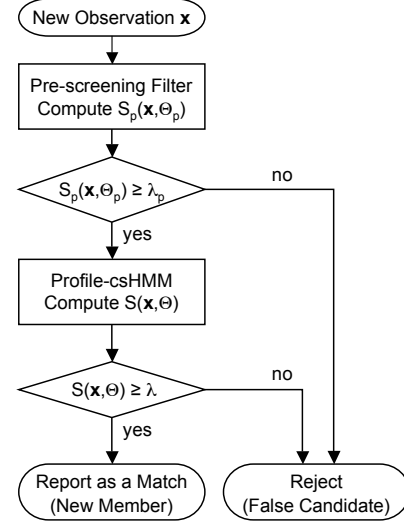 New Observation x
Pre-screening Filter
Compute Sₚ(x,Θₚ)
Sₚ(x,Θₚ) ≥ λₚ
no
yes
Profile-csHMM
Compute S(x,Θ)
S(x,Θ) ≥ λ
no
yes
Report as a Match
(New Member)
Reject
(False Candidate)